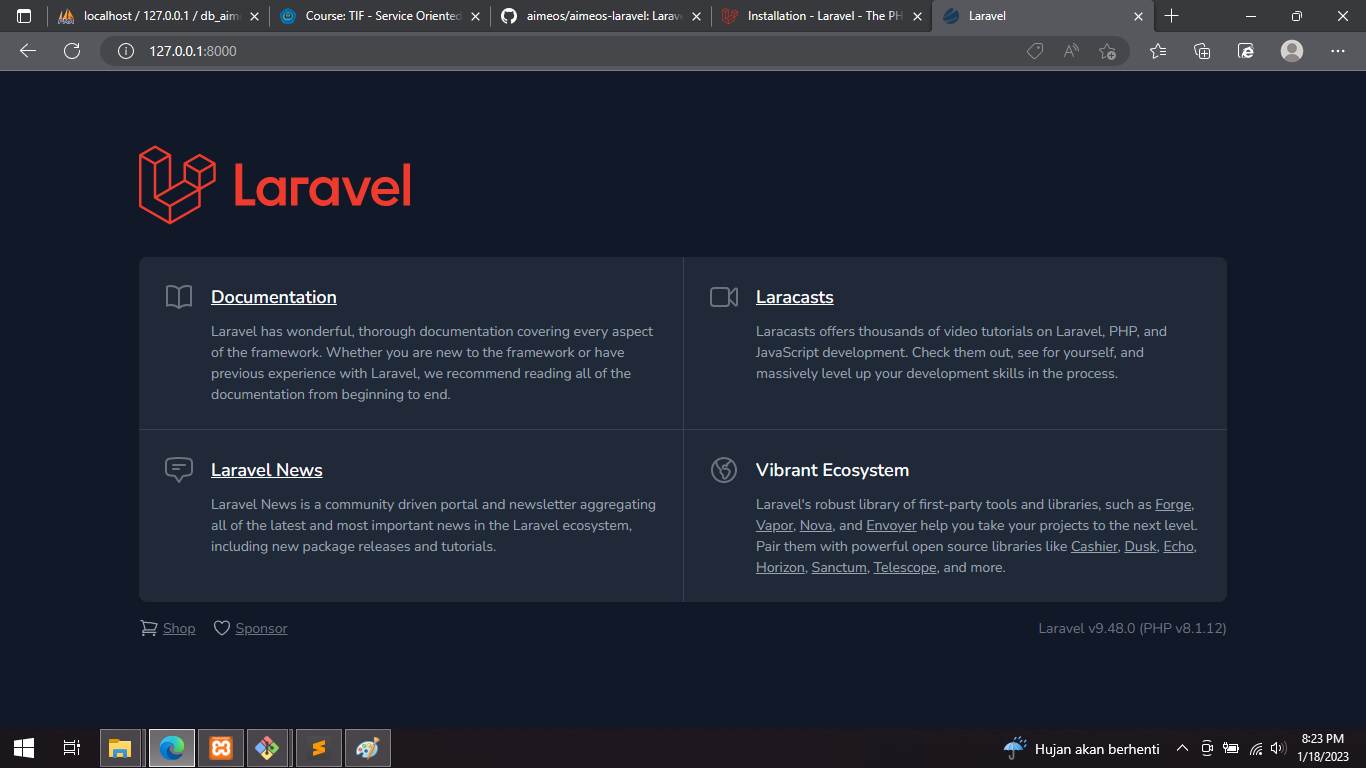 localhost / 127.0.0.1 / db_aim
Course: TIF - Service Oriented
aimeos/aimeos-laravel: Larav
Installation - Laravel - The PH
Laravel
127.0.0.1:8000
Laravel
Documentation
Laravel has wonderful, thorough documentation covering every aspect
of the framework. Whether you are new to the framework or have
previous experience with Laravel, we recommend reading all of the
documentation from beginning to end.
Laracasts
Laracasts offers thousands of video tutorials on Laravel, PHP, and
JavaScript development. Check them out, see for yourself, and
massively level up your development skills in the process.
Laravel News
Laravel News is a community driven portal and newsletter aggregating
all of the latest and most important news in the Laravel ecosystem,
including new package releases and tutorials.
Vibrant Ecosystem
Laravel's robust library of first-party tools and libraries, such as Forge,
Vapor, Nova, and Envoyer help you take your projects to the next level.
Pair them with powerful open source libraries like Cashier, Dusk, Echo,
Horizon, Sanctum, Telescope, and more.
Shop
Sponsor
Laravel v9.48.0 (PHP v8.1.12)
Hujan akan berhenti
8:23 PM
1/18/2023